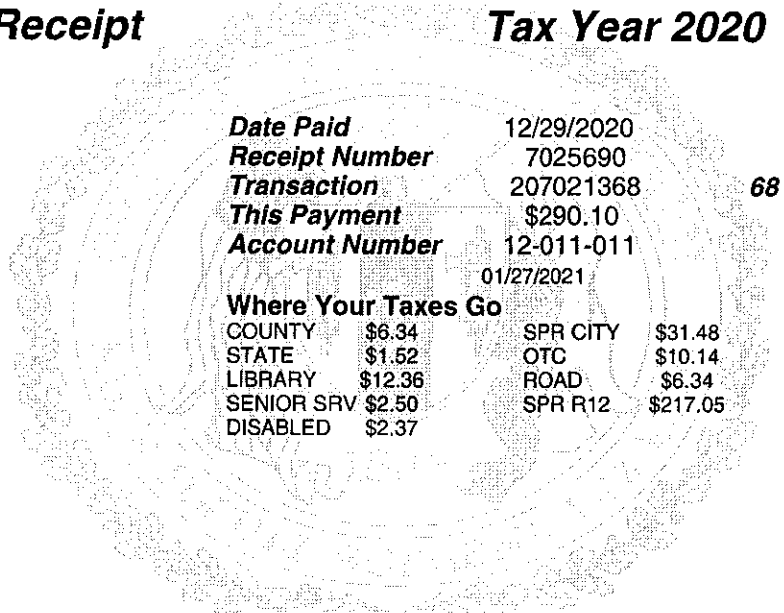 Receipt Tax Year 2020
Date Paid 12/29/2020
Receipt Number 7025690
Transaction 207021368 68
This Payment $290.10
Account Number 12-011-011
01/27/2021
Where Your Taxes Go
COUNTY $6.34 SPR CITY $31.48
STATE $1.52 OTC $10.14
LIBRARY $12.36 ROAD $6.34
SENIOR SRV $2.50 SPR R12 $217.05
DISABLED $2.37